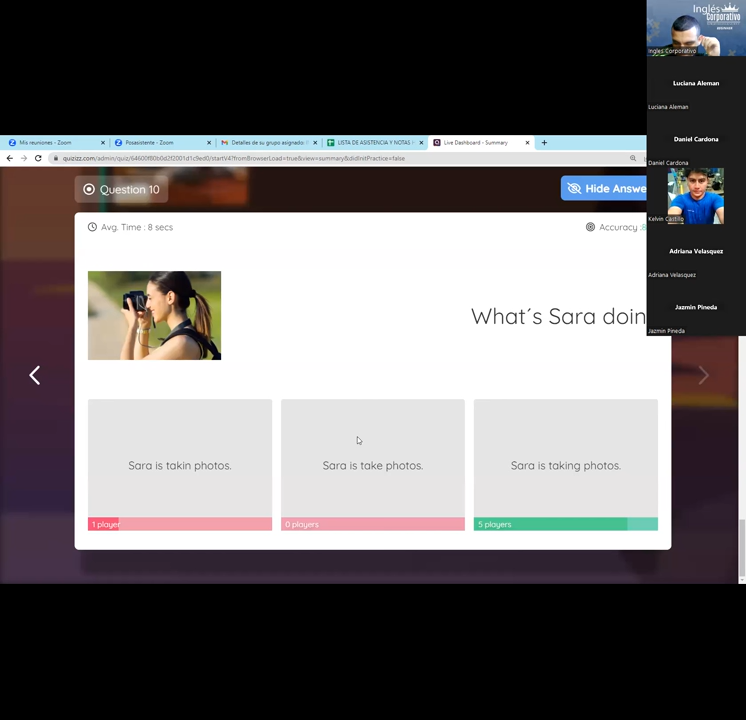 Inglés
Corporativo
Ingles Corporativo
Luciana Aleman
Luciana Aleman
Daniel Cardona
Daniel Cardona
Kelvin Castillo
Adriana Velasquez
Adriana Velasquez
Jazmin Pineda
Jazmin Pineda
Mis reuniones - Zoom
Posasistente - Zoom
Detalles de su grupo asignado
LISTA DE ASISTENCIA Y NOTAS
Live Dashboard - Summary
quizizz.com/admin/quiz/64600f80b0d2f2001d1c9ed0/startV4?fromBrowserLoad=true&view=summary&didIntPractice=false
Question 10
Hide Answe
Avg. Time : 8 secs
Accuracy :8
What´s Sara doin
Sara is takin photos.
Sara is take photos.
Sara is taking photos.
1 player
0 players
5 players